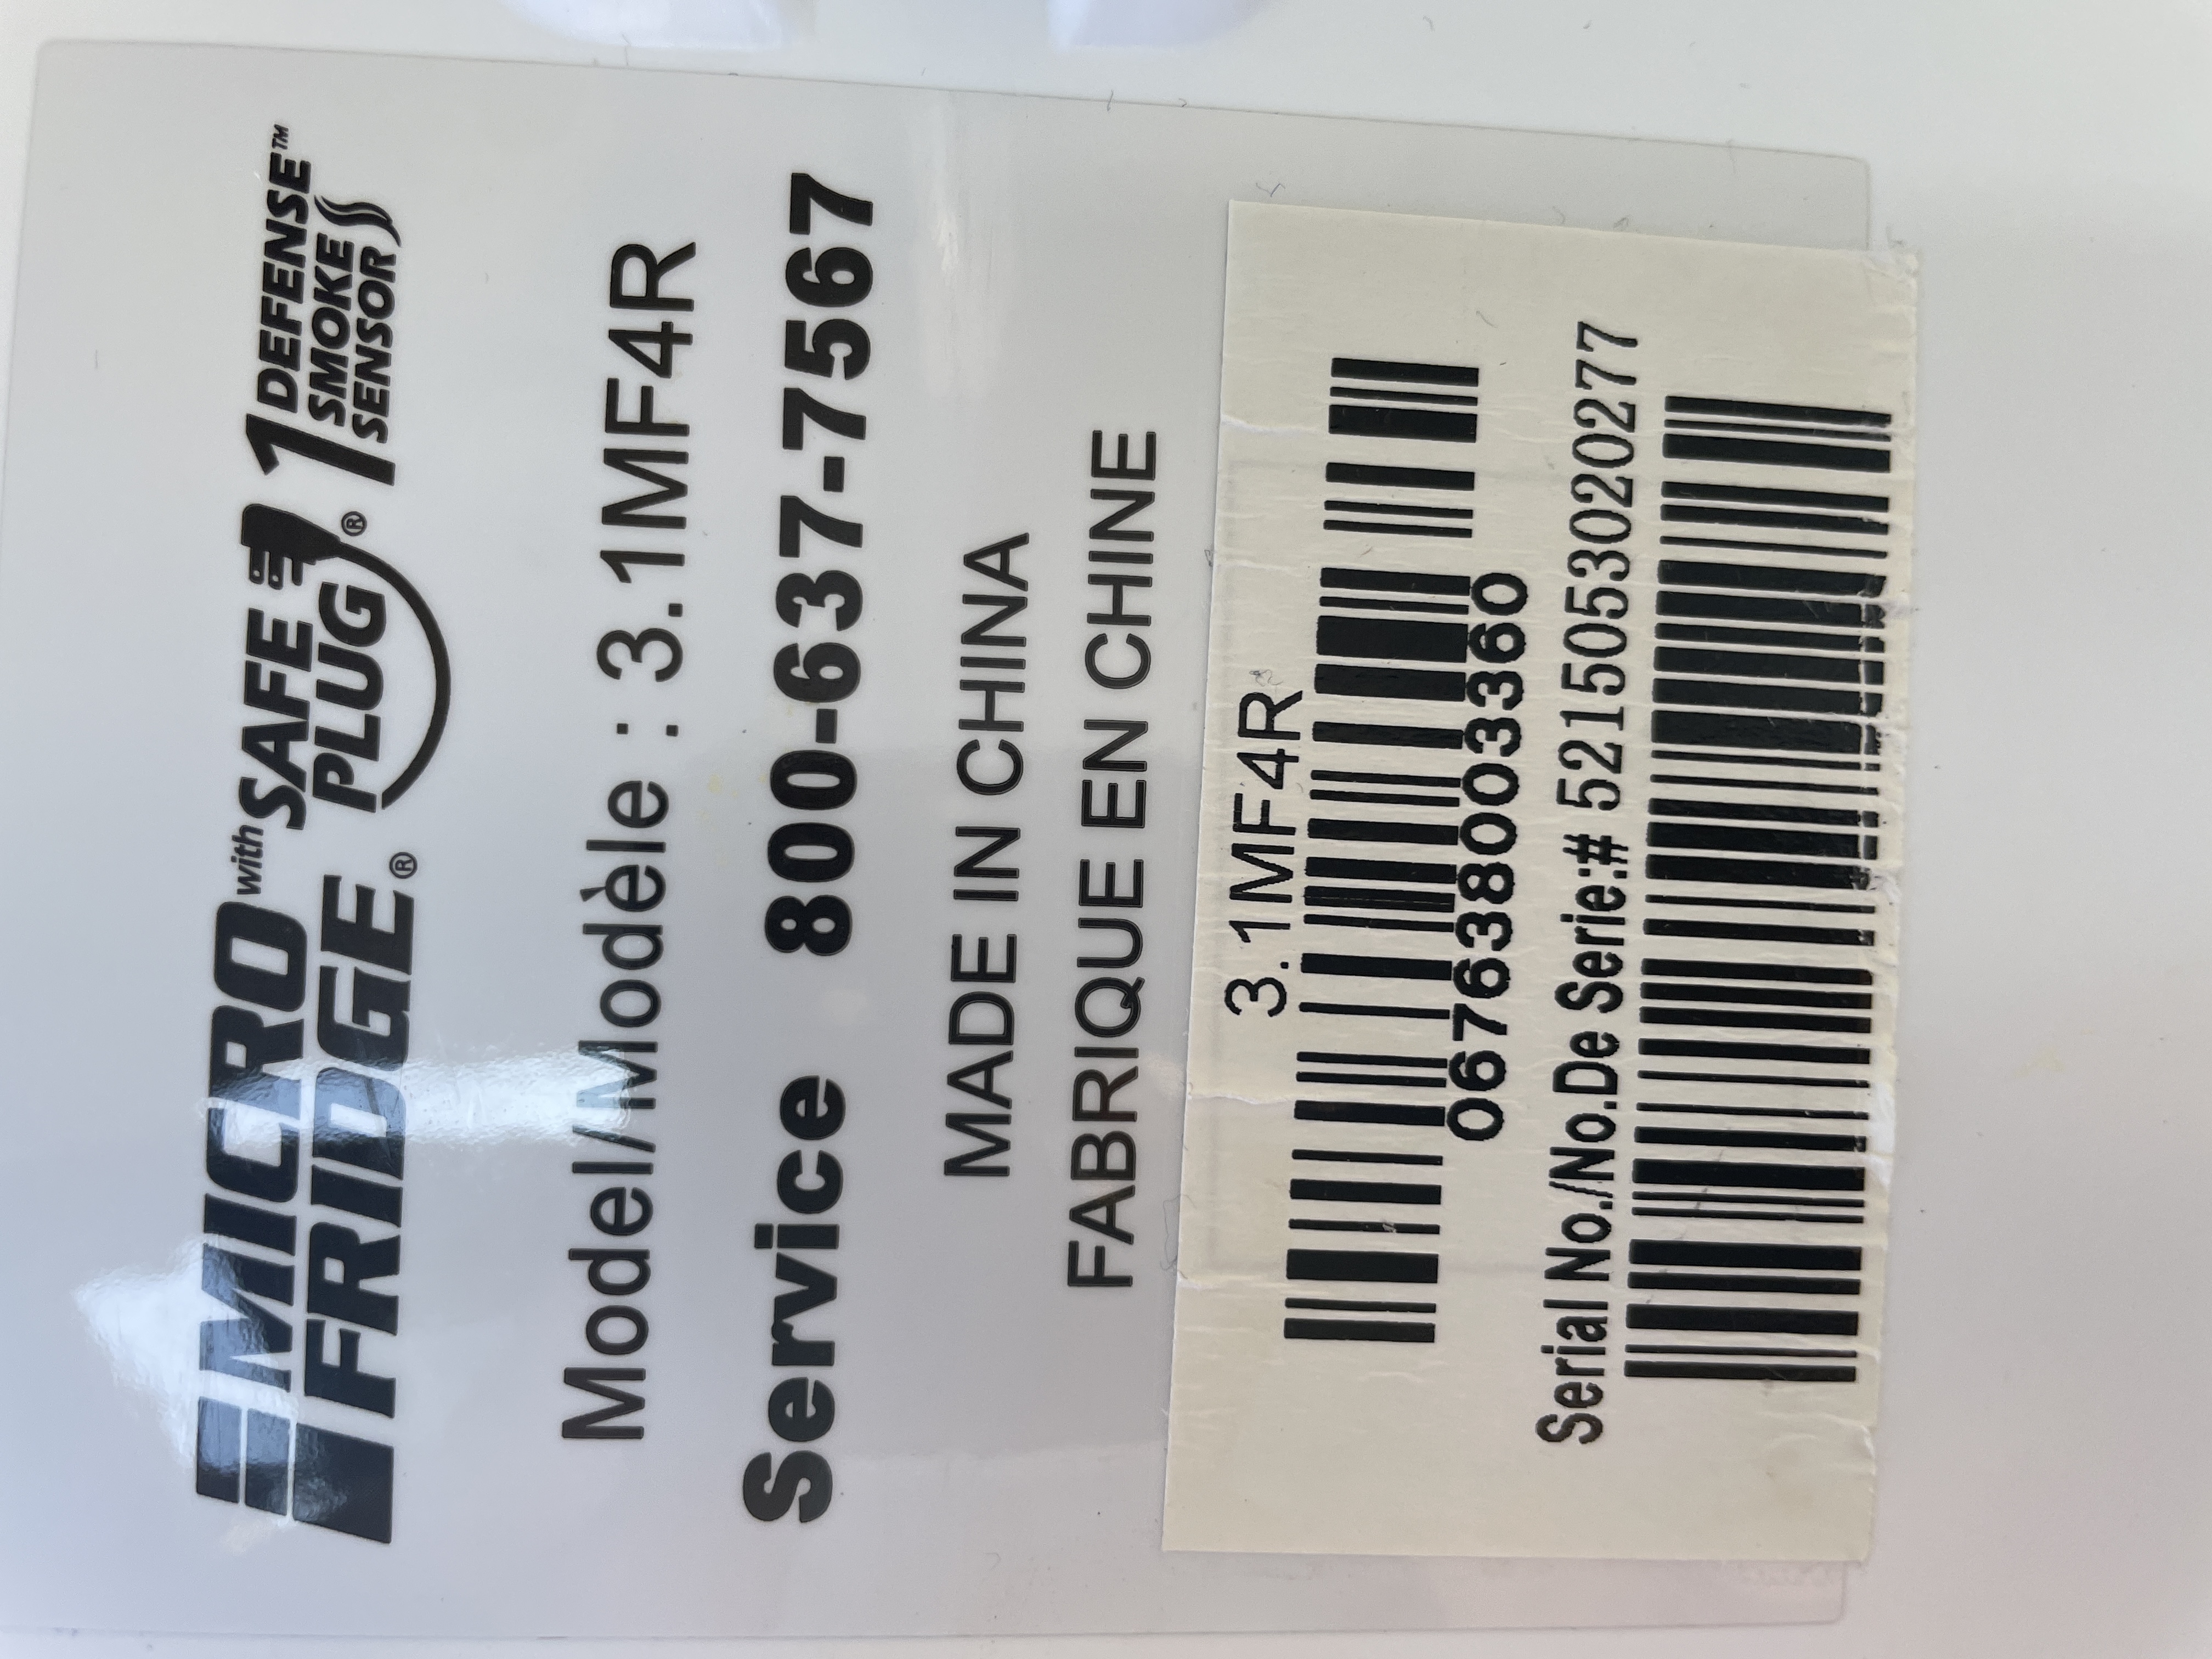 MICRO FRIDGE® with SAFE PLUG® 1 DEFENSE™ SMOKE SENSOR
Model/Modèle : 3.1MF4R
Service 800-637-7567
MADE IN CHINA
FABRIQUE EN CHINE
3.1MF4R
067638003360
Serial No./No.De Serie:# 5215053020277